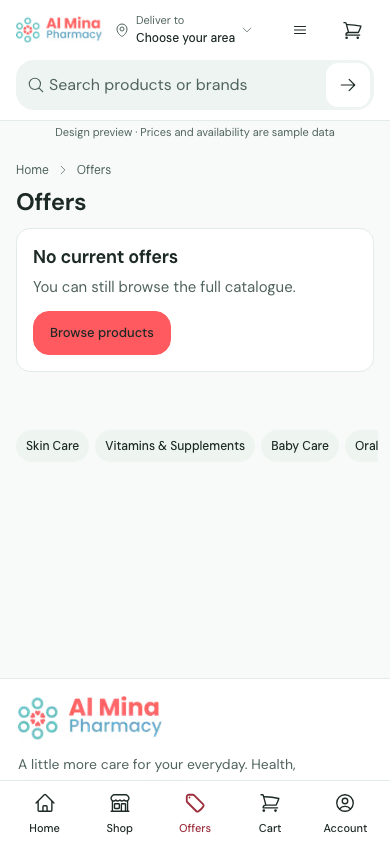 Al Mina
Pharmacy
Deliver to
Choose your area
Search products or brands
Design preview · Prices and availability are sample data
Home > Offers
Offers
No current offers
You can still browse the full catalogue.
Browse products
Skin Care
Vitamins & Supplements
Baby Care
Oral
Al Mina
Pharmacy
A little more care for your everyday. Health,
Home
Shop
Offers
Cart
Account